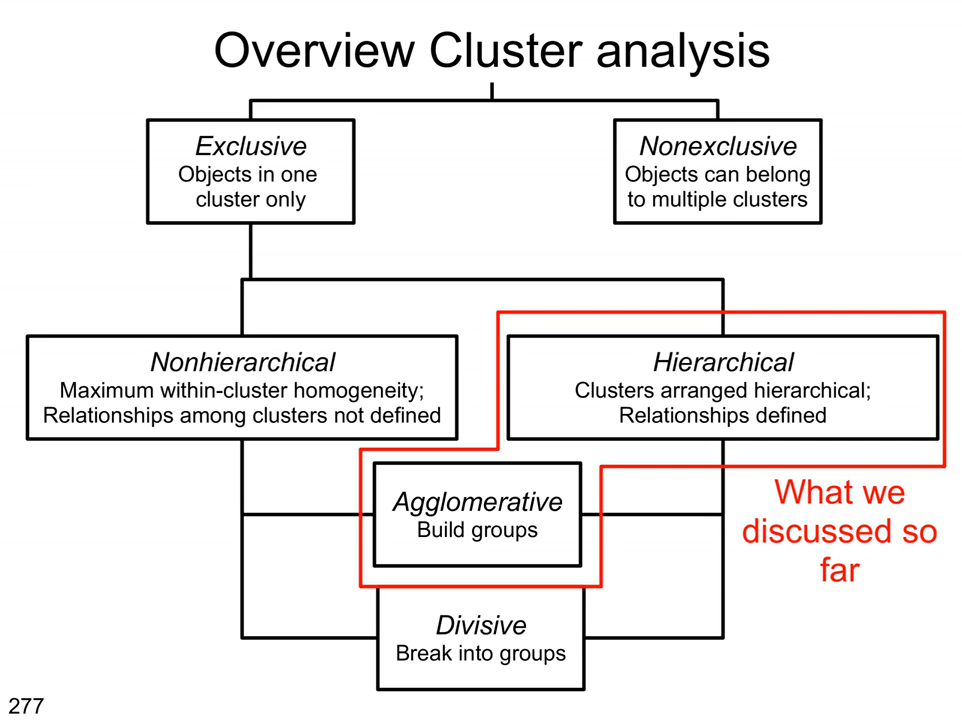 Overview Cluster analysis
Exclusive
Objects in one
cluster only
Nonexclusive
Objects can belong
to multiple clusters
Nonhierarchical
Maximum within-cluster homogeneity;
Relationships among clusters not defined
Hierarchical
Clusters arranged hierarchical;
Relationships defined
Agglomerative
Build groups
What we
discussed so
far
Divisive
Break into groups
277